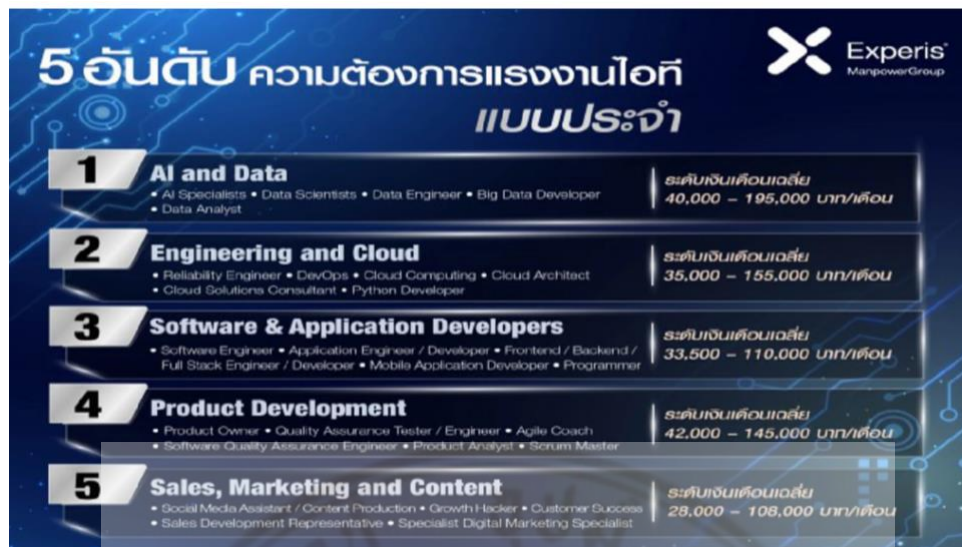 5 อันดับ ความต้องการแรงงานไอที
แบบประจำ
Experis
ManpowerGroup
1
AI and Data
• AI Specialists • Data Scientists • Data Engineer • Big Data Developer
• Data Analyst
ระดับเงินเดือนเฉลี่ย
40,000 – 195,000 บาท/เดือน
2
Engineering and Cloud
• Reliability Engineer • DevOps • Cloud Computing • Cloud Architect
• Cloud Solutions Consultant • Python Developer
ระดับเงินเดือนเฉลี่ย
35,000 – 155,000 บาท/เดือน
3
Software & Application Developers
• Software Engineer • Application Engineer / Developer • Frontend / Backend /
Full Stack Engineer / Developer • Mobile Application Developer • Programmer
ระดับเงินเดือนเฉลี่ย
33,500 – 110,000 บาท/เดือน
4
Product Development
• Product Owner • Quality Assurance Tester / Engineer • Agile Coach
• Software Quality Assurance Engineer • Product Analyst • Scrum Master
ระดับเงินเดือนเฉลี่ย
42,000 – 145,000 บาท/เดือน
5
Sales, Marketing and Content
• Social Media Assistant / Content Production • Growth Hacker • Customer Success
• Sales Development Representative • Specialist Digital Marketing Specialist
ระดับเงินเดือนเฉลี่ย
28,000 – 108,000 บาท/เดือน